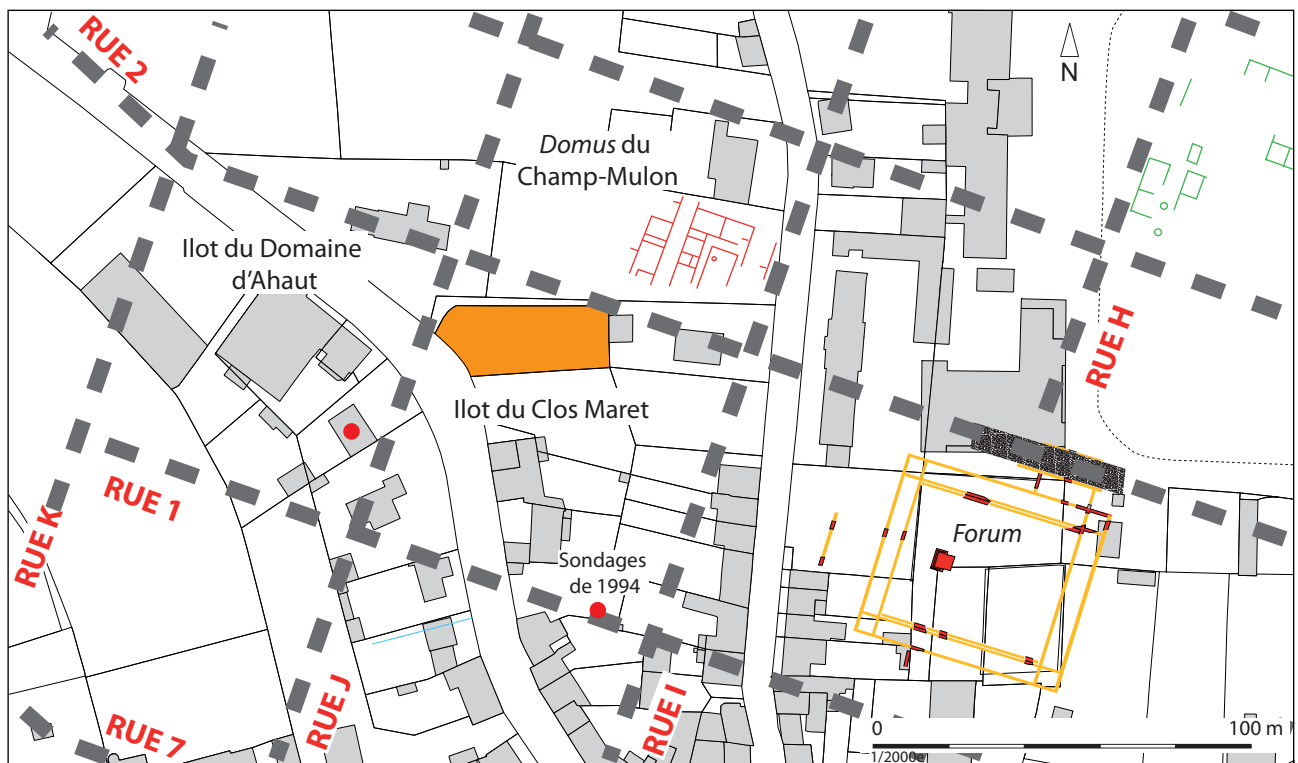 RUE 2
N
Domus du
Champ-Mulon
Ilot du Domaine
d'Ahaut
RUE H
Ilot du Clos Maret
RUE 1
RUE K
Forum
Sondages
de 1994
RUE J
RUE I
RUE 7
0
100 m
1/2000e